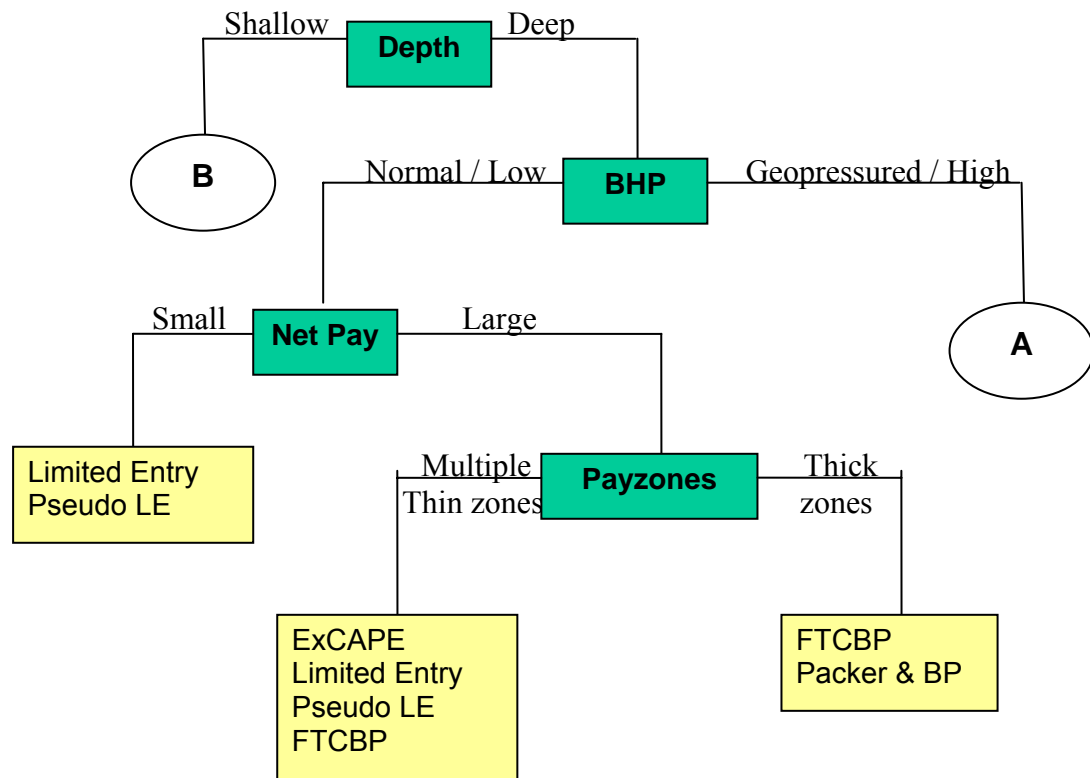 Shallow
Depth
Deep
B
Normal / Low
BHP
Geopressured / High
A
Small
Net Pay
Large
Limited Entry
Pseudo LE
Multiple
Thin zones
Payzones
Thick
zones
ExCAPE
Limited Entry
Pseudo LE
FTCBP
FTCBP
Packer & BP